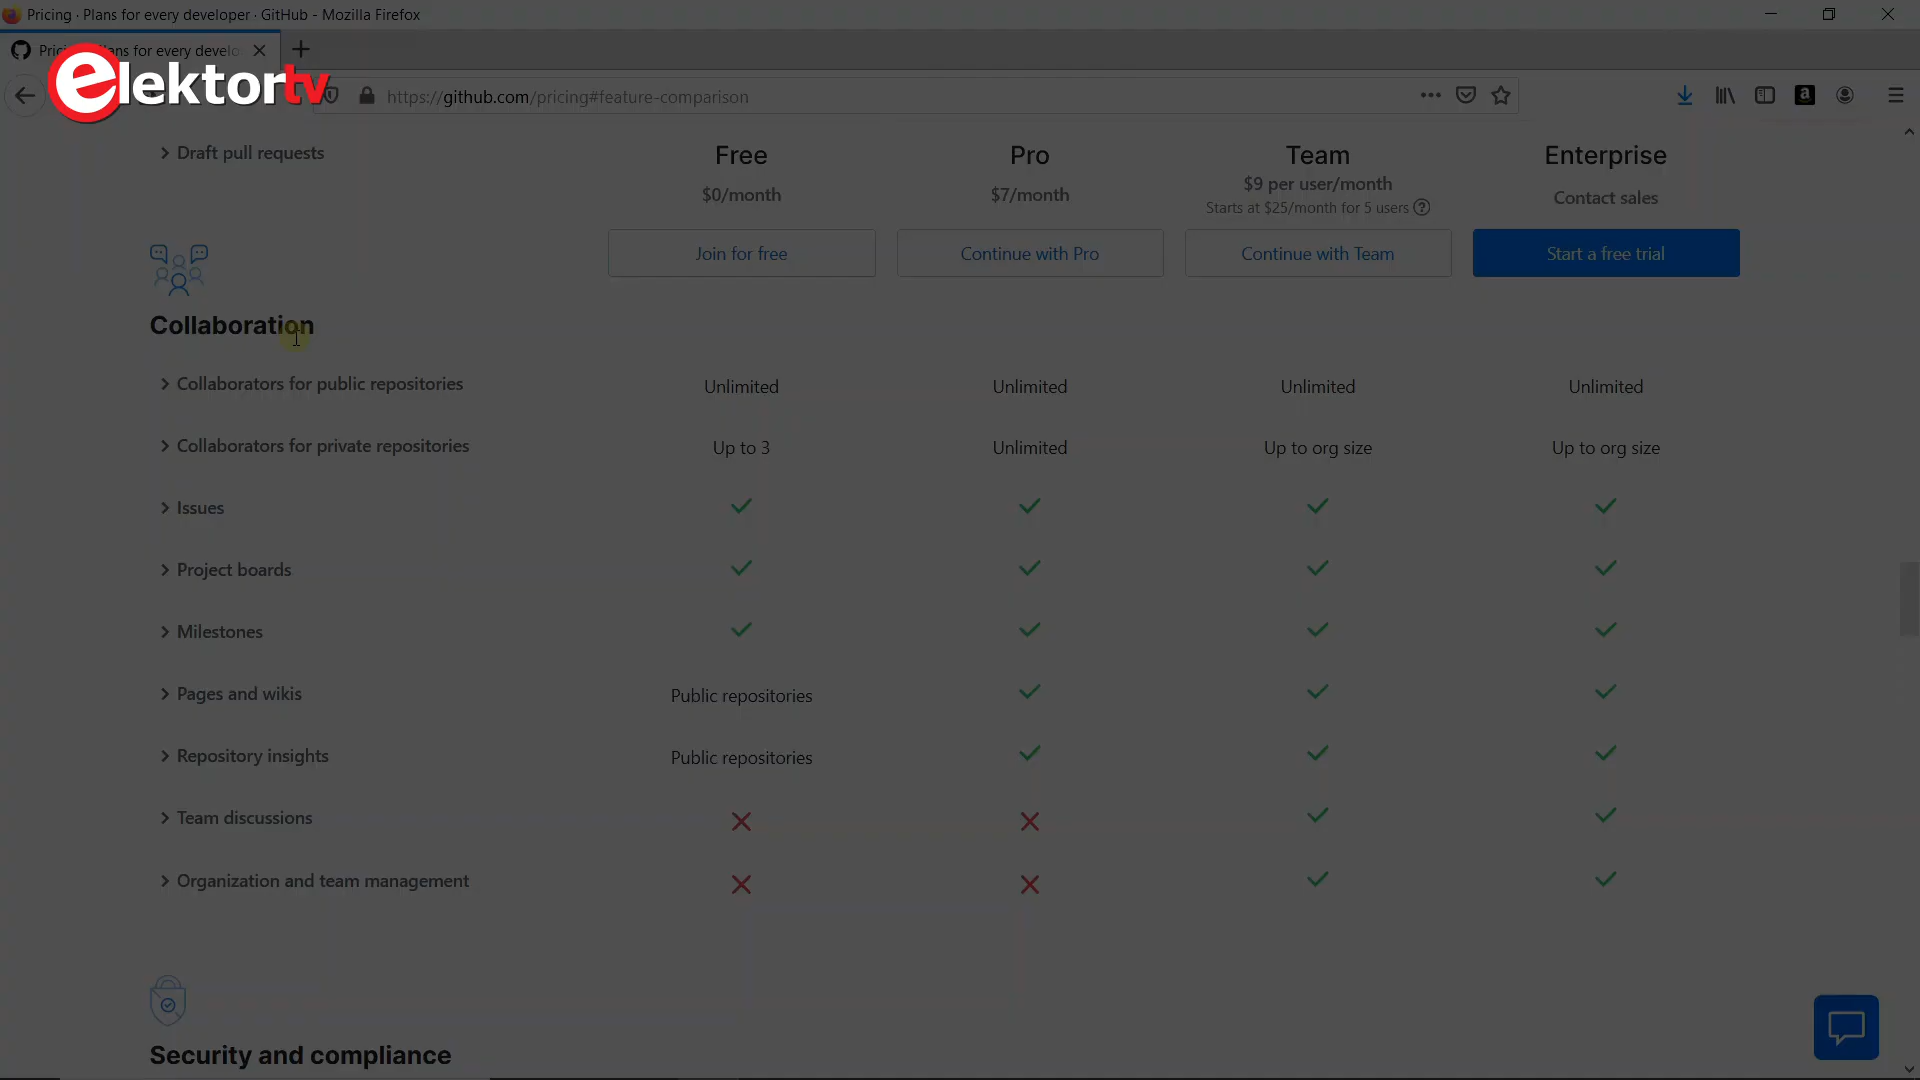 Pricing · Plans for every developer · GitHub - Mozilla Firefox
elektortv
https://github.com/pricing#feature-comparison
Draft pull requests
Free
Pro
Team
Enterprise
$0/month
$7/month
$9 per user/month
Contact sales
Starts at $25/month for 5 users
Join for free
Continue with Pro
Continue with Team
Start a free trial
Collaboration
Collaborators for public repositories
Unlimited
Unlimited
Unlimited
Unlimited
Collaborators for private repositories
Up to 3
Unlimited
Up to org size
Up to org size
Issues
Project boards
Milestones
Pages and wikis
Public repositories
Repository insights
Public repositories
Team discussions
Organization and team management
Security and compliance